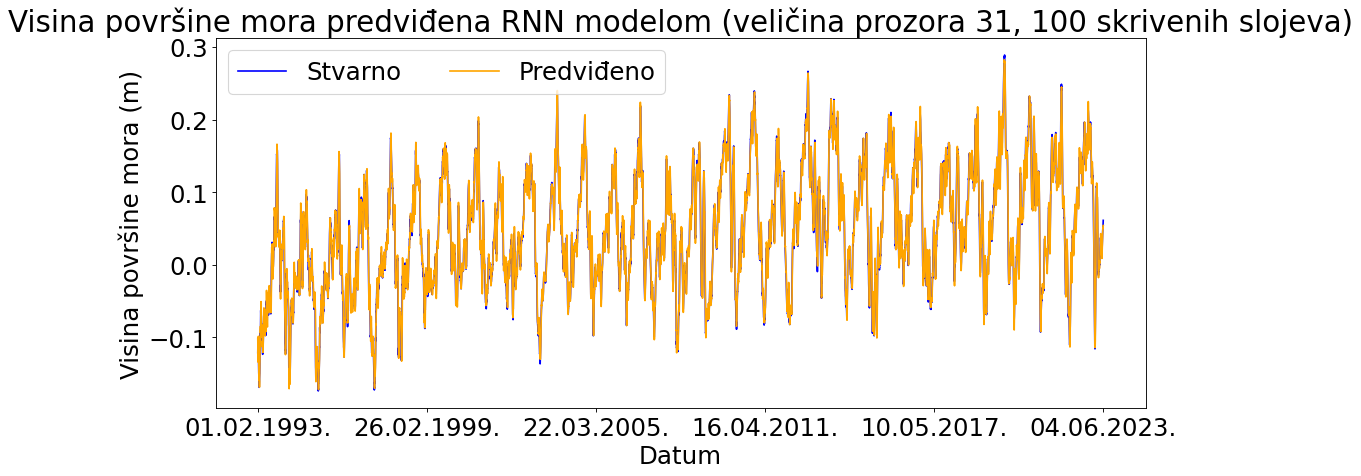 Visina površine mora predviđena RNN modelom (veličina prozora 31, 100 skrivenih slojeva)
Stvarno
Predviđeno
Visina površine mora (m)
0.3
0.2
0.1
0.0
−0.1
01.02.1993.
26.02.1999.
22.03.2005.
16.04.2011.
10.05.2017.
04.06.2023.
Datum